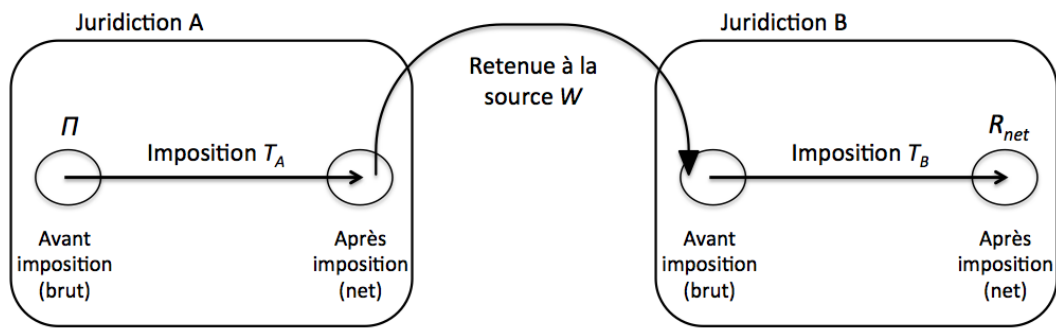 Juridiction A
Juridiction B
Retenue à la
source W
Π
Imposition T_A
Imposition T_B
R_net
Avant
imposition
(brut)
Après
imposition
(net)
Avant
imposition
(brut)
Après
imposition
(net)